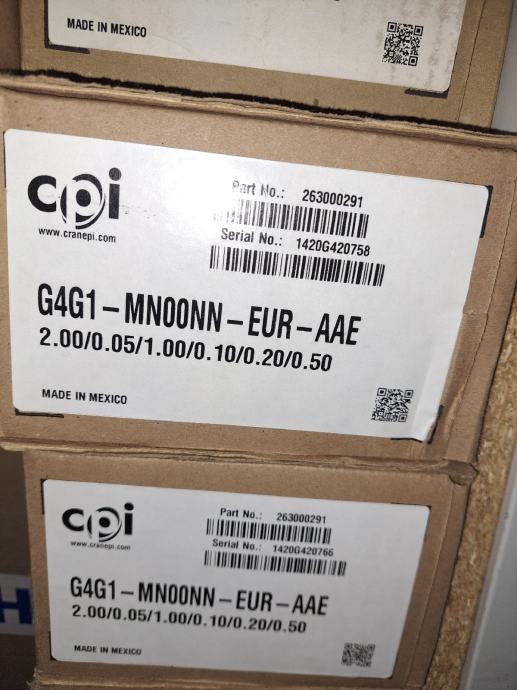 MADE IN MEXICO
cpi
www.cranepi.com
Part No.: 263000291
Serial No.: 1420G420758
G4G1-MN00NN-EUR-AAE
2.00/0.05/1.00/0.10/0.20/0.50
MADE IN MEXICO
cpi
www.cranepi.com
Part No.: 263000291
Serial No.: 1420G420766
G4G1-MN00NN-EUR-AAE
2.00/0.05/1.00/0.10/0.20/0.50
MADE IN MEXICO
H